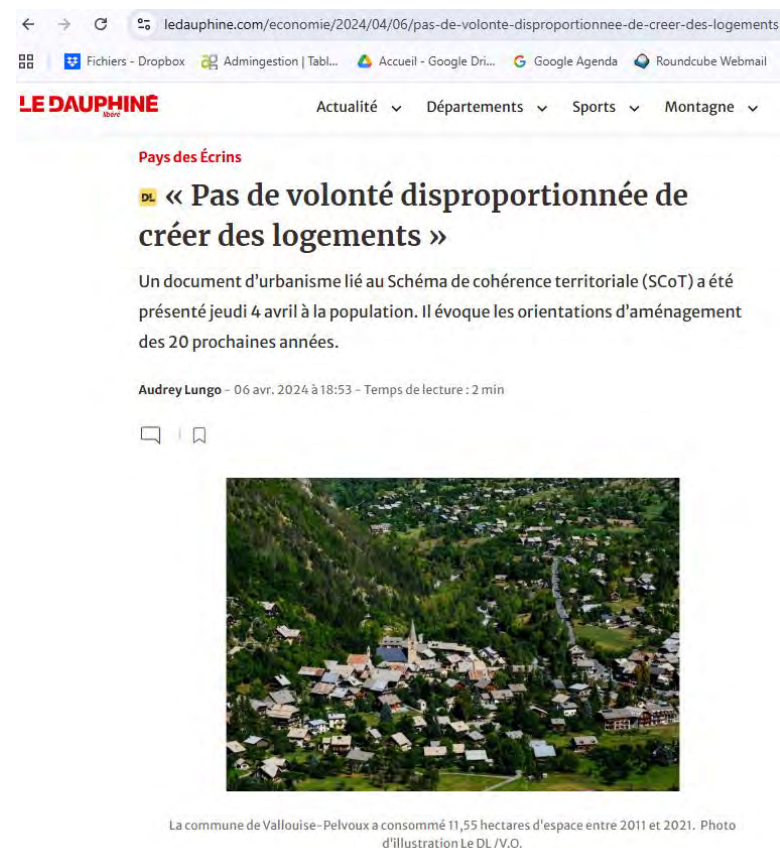 ledauphine.com/economie/2024/04/06/pas-de-volonte-disproportionnee-de-creer-des-logements
Fichiers - Dropbox Admingestion | Tabl... Accueil - Google Dri... Google Agenda Roundcube Webmail
LE DAUPHINÉ
libéré
Actualité Départements Sports Montagne
Pays des Écrins
DL « Pas de volonté disproportionnée de
créer des logements »
Un document d'urbanisme lié au Schéma de cohérence territoriale (SCoT) a été
présenté jeudi 4 avril à la population. Il évoque les orientations d'aménagement
des 20 prochaines années.
Audrey Lungo - 06 avr. 2024 à 18:53 - Temps de lecture : 2 min
La commune de Vallouise-Pelvoux a consommé 11,55 hectares d'espace entre 2011 et 2021. Photo
d'illustration Le DL /V.O.